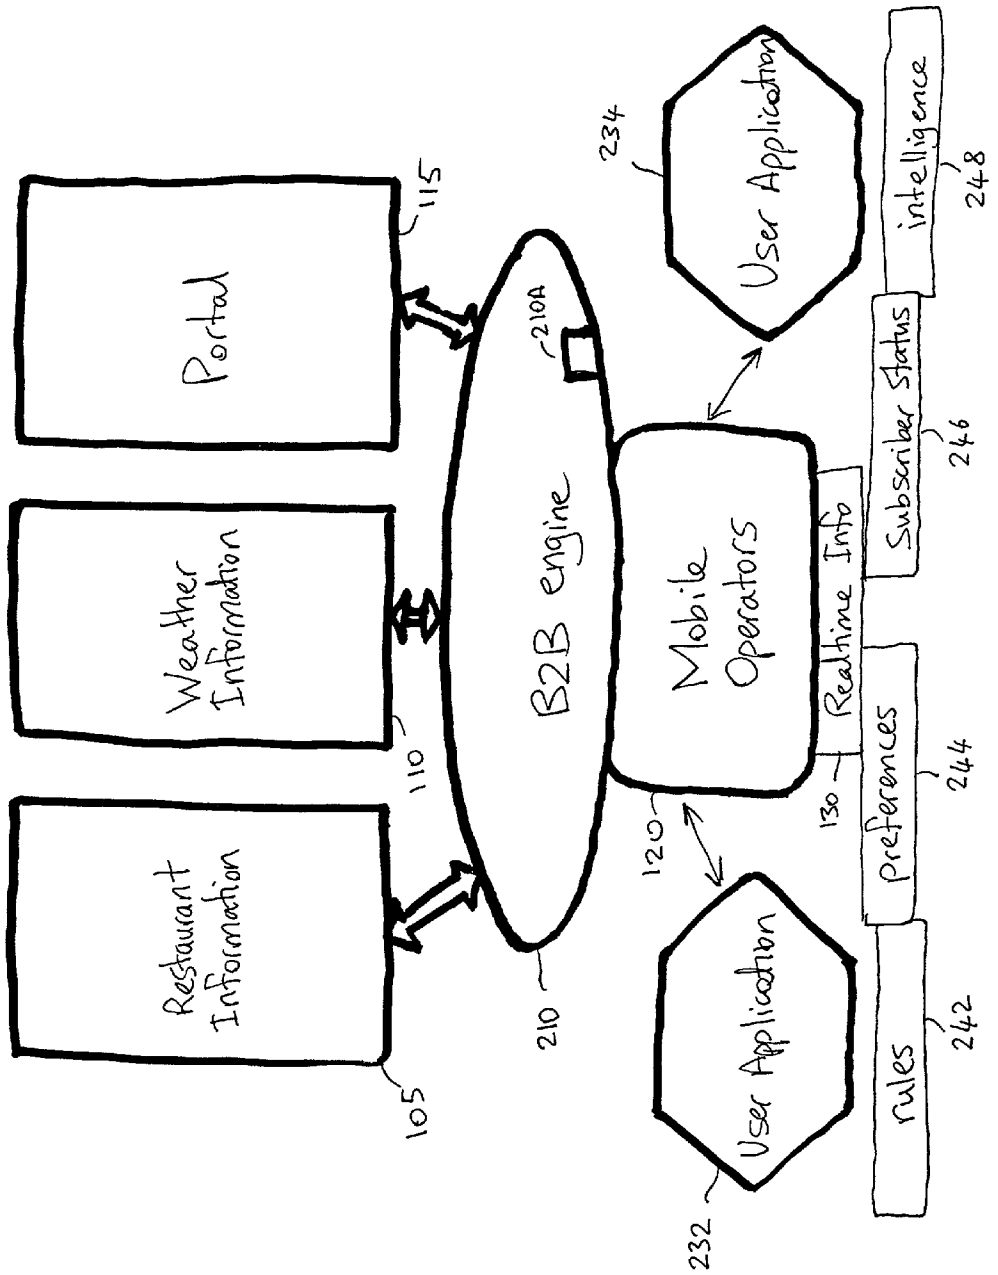 Restaurant
Information
105
Weather
Information
110
Portal
115
B2B engine
210
210A
Mobile
Operators
120
User Application
232
User Application
234
Realtime Info
130
rules
242
preferences
244
Subscriber Status
246
intelligence
248